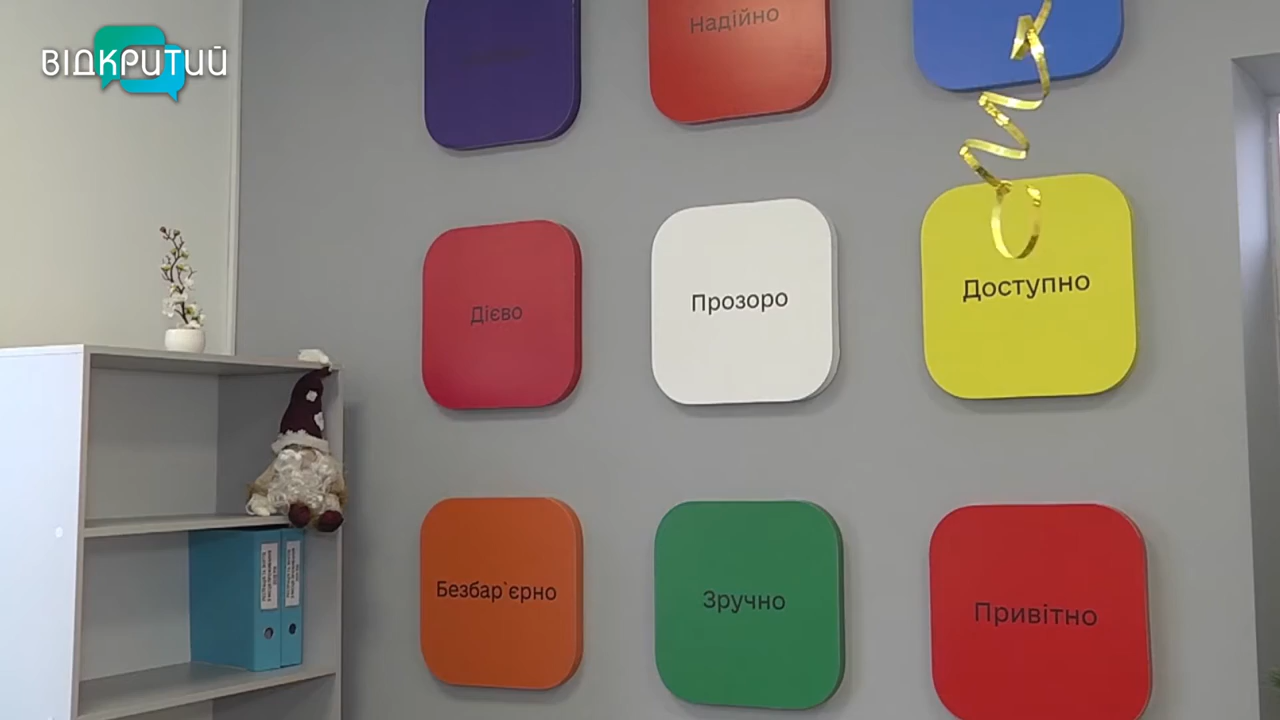 ВІДКРИТИЙ
Надійно
Дієво
Прозоро
Доступно
Безбар`єрно
Зручно
Привітно